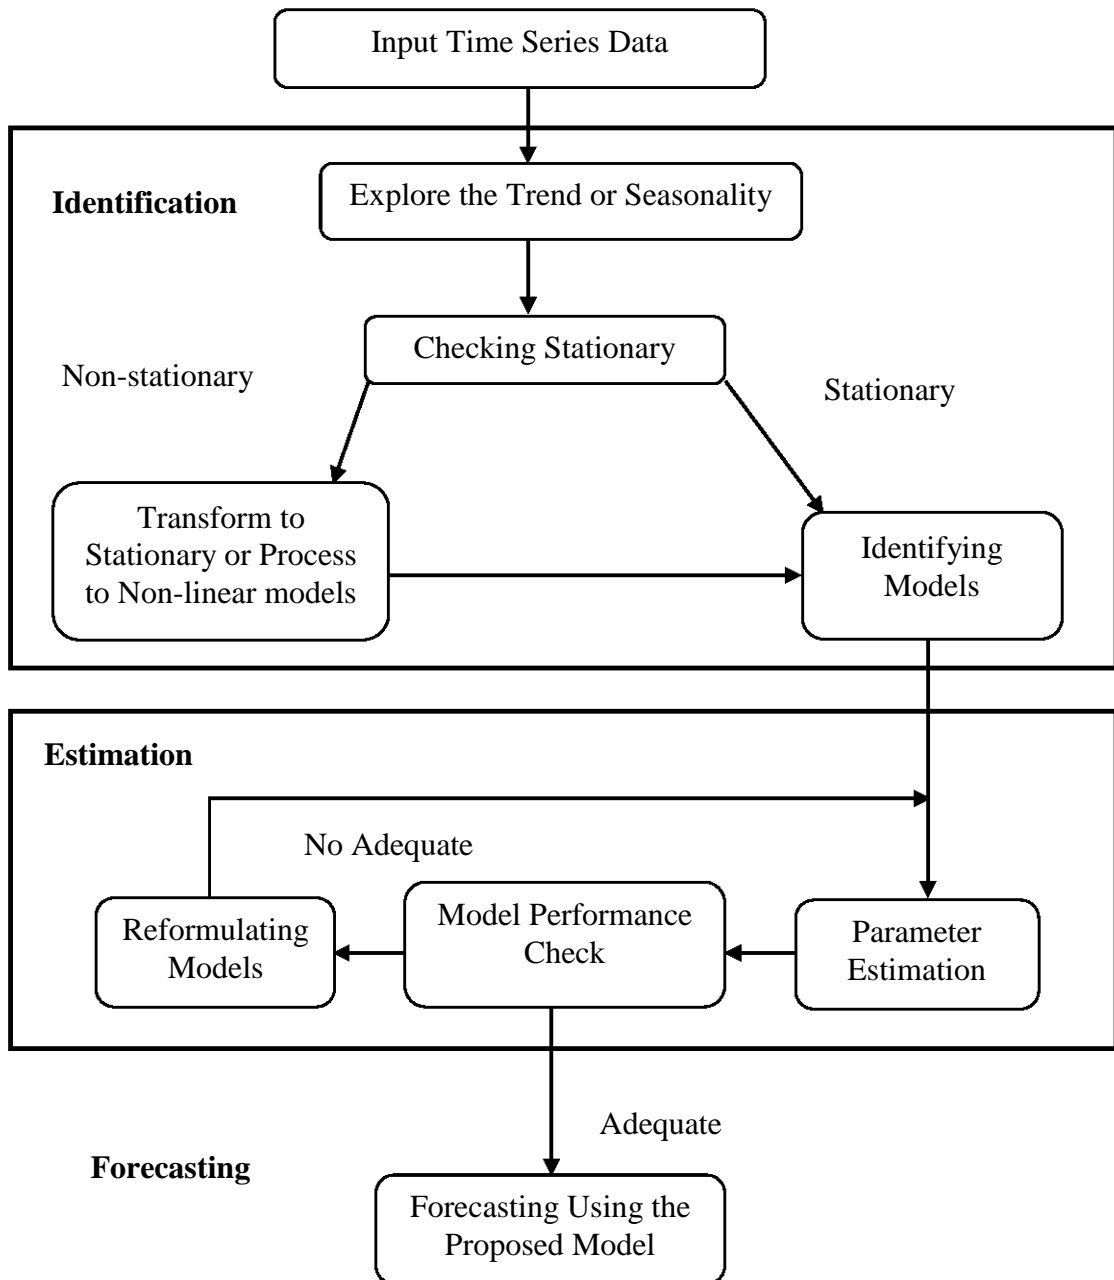 Input Time Series Data
Identification
Explore the Trend or Seasonality
Checking Stationary
Non-stationary
Stationary
Transform to
Stationary or Process
to Non-linear models
Identifying
Models
Estimation
No Adequate
Reformulating
Models
Model Performance
Check
Parameter
Estimation
Adequate
Forecasting
Forecasting Using the
Proposed Model